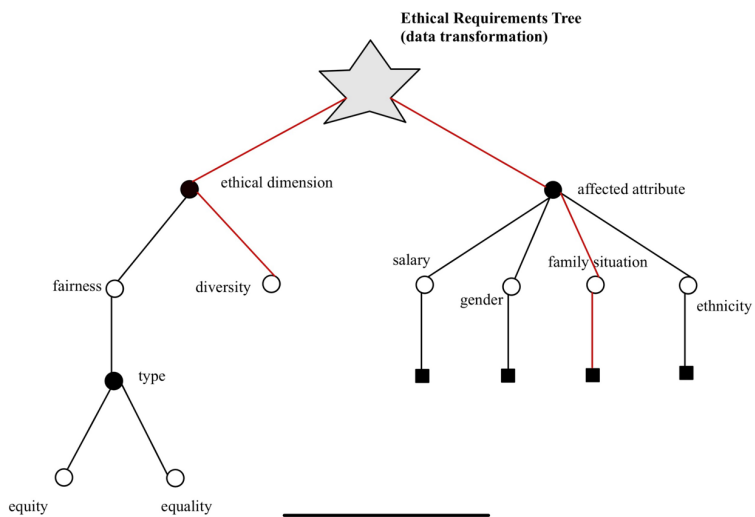 Ethical Requirements Tree
(data transformation)
ethical dimension
affected attribute
fairness
diversity
salary
gender
family situation
ethnicity
type
equity
equality